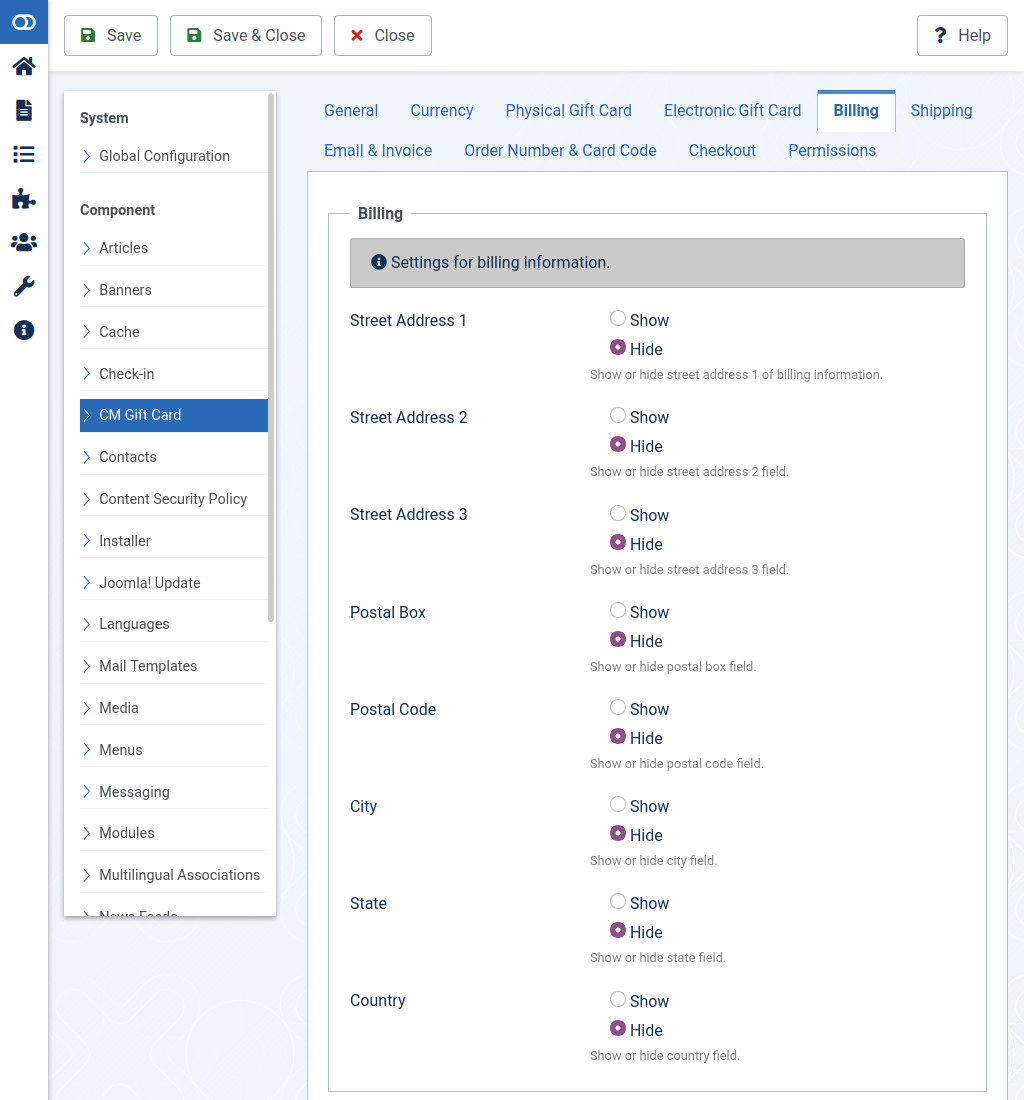 Save
Save & Close
Close
Help
System
Global Configuration
Component
Articles
Banners
Cache
Check-in
CM Gift Card
Contacts
Content Security Policy
Installer
Joomla! Update
Languages
Mail Templates
Media
Menus
Messaging
Modules
Multilingual Associations
News Feeds
General
Currency
Physical Gift Card
Electronic Gift Card
Billing
Shipping
Email & Invoice
Order Number & Card Code
Checkout
Permissions
Billing
Settings for billing information.
Street Address 1
Show
Hide
Show or hide street address 1 of billing information.
Street Address 2
Show
Hide
Show or hide street address 2 field.
Street Address 3
Show
Hide
Show or hide street address 3 field.
Postal Box
Show
Hide
Show or hide postal box field.
Postal Code
Show
Hide
Show or hide postal code field.
City
Show
Hide
Show or hide city field.
State
Show
Hide
Show or hide state field.
Country
Show
Hide
Show or hide country field.